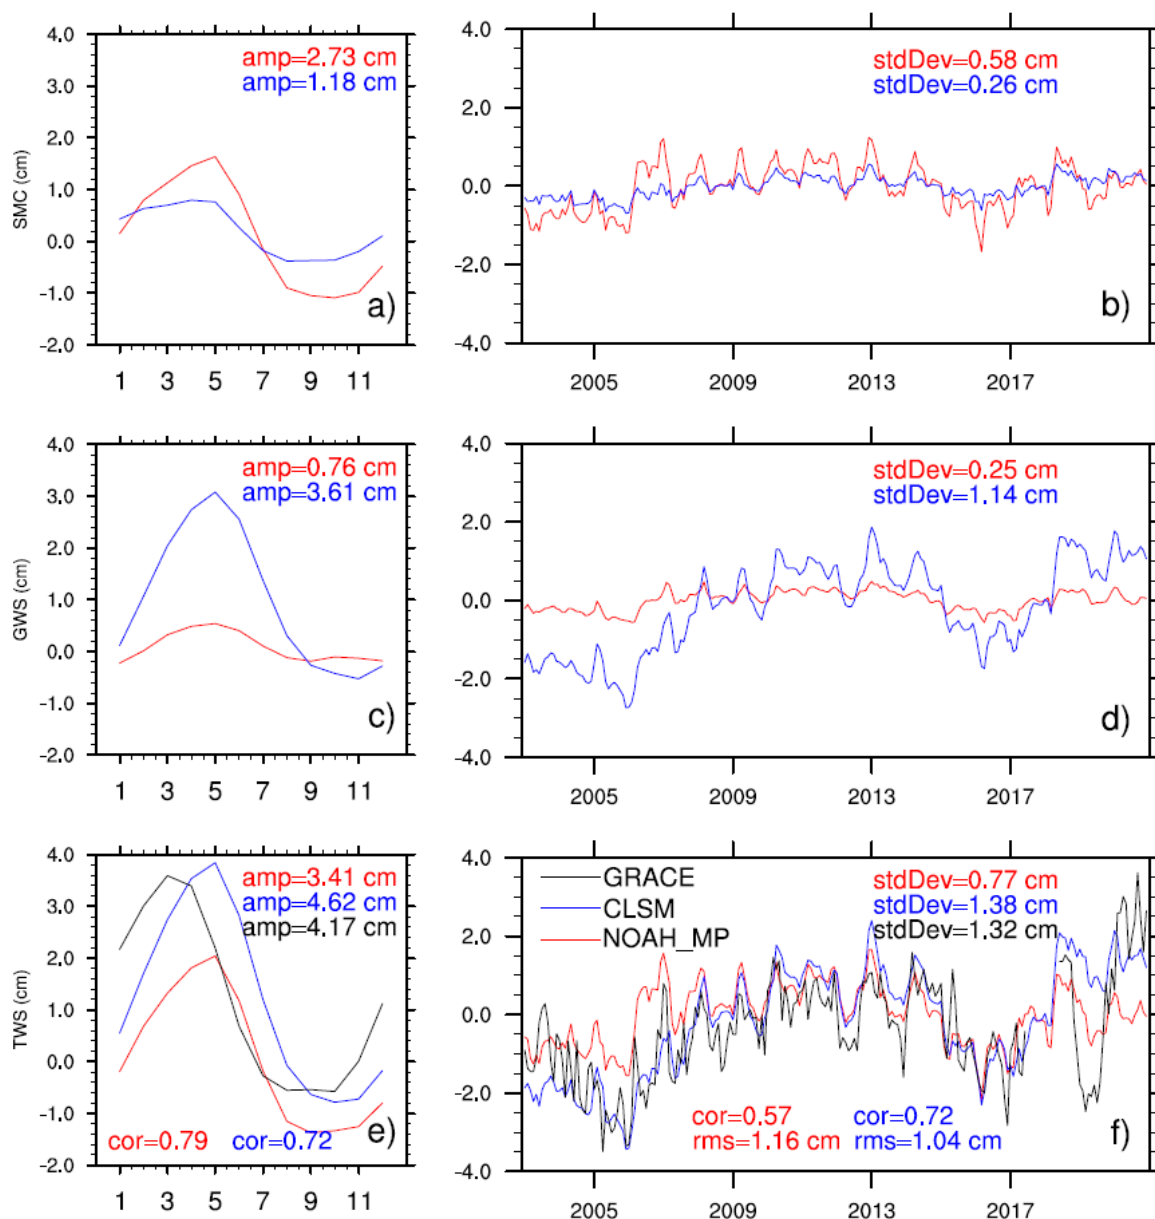 4.0
3.0
2.0
1.0
0.0
-1.0
-2.0
SMC (cm)
amp=2.73 cm
amp=1.18 cm
a)
1 3 5 7 9 11
4.0
2.0
0.0
-2.0
-4.0
stdDev=0.58 cm
stdDev=0.26 cm
b)
2005 2009 2013 2017
4.0
3.0
2.0
1.0
0.0
-1.0
-2.0
GWS (cm)
amp=0.76 cm
amp=3.61 cm
c)
1 3 5 7 9 11
4.0
2.0
0.0
-2.0
-4.0
stdDev=0.25 cm
stdDev=1.14 cm
d)
2005 2009 2013 2017
4.0
3.0
2.0
1.0
0.0
-1.0
-2.0
TWS (cm)
amp=3.41 cm
amp=4.62 cm
amp=4.17 cm
cor=0.79 cor=0.72
e)
1 3 5 7 9 11
4.0
2.0
0.0
-2.0
-4.0
GRACE
CLSM
NOAH_MP
stdDev=0.77 cm
stdDev=1.38 cm
stdDev=1.32 cm
cor=0.57 cor=0.72
rms=1.16 cm rms=1.04 cm
f)
2005 2009 2013 2017